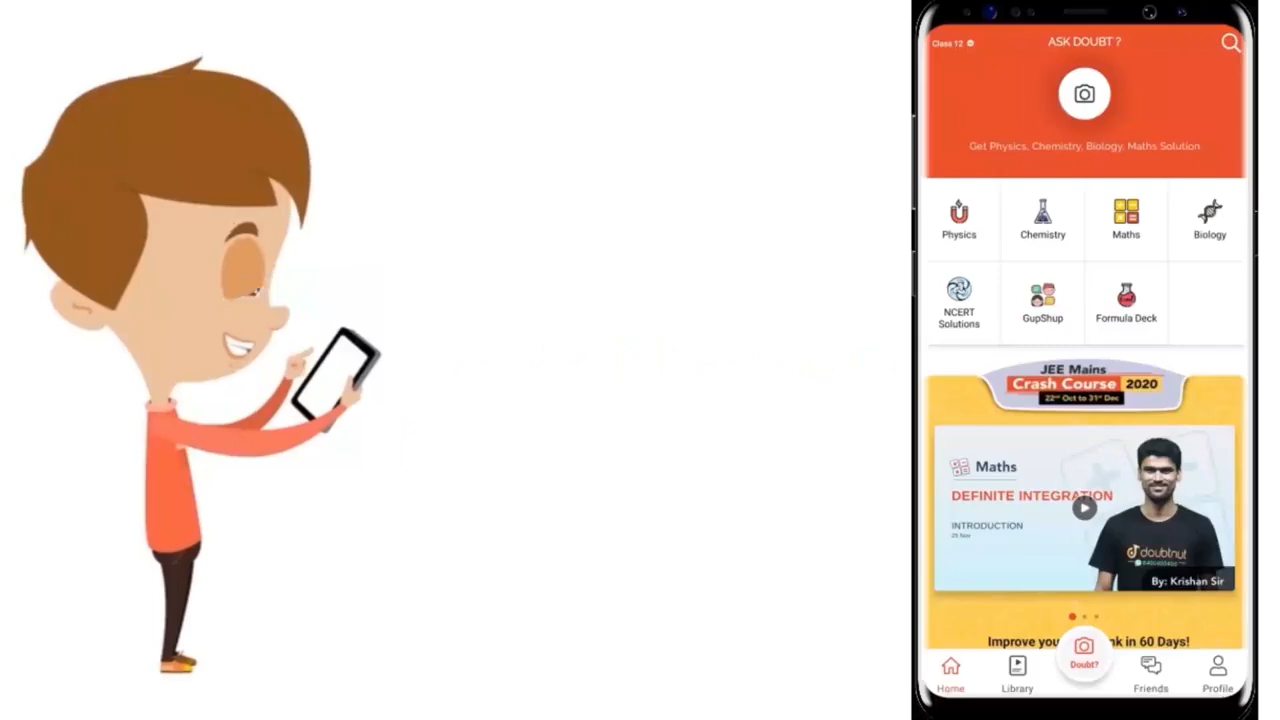 Class 12
ASK DOUBT ?
Get Physics, Chemistry, Biology, Maths Solution
Physics
Chemistry
Maths
Biology
NCERT
Solutions
GupShup
Formula Deck
JEE Mains
Crash Course 2020
22nd Oct to 31st Dec
Maths
DEFINITE INTEGRATION
INTRODUCTION
doubtnut
By: Krishan Sir
Improve you nk in 60 Days!
Doubt?
Home
Library
Friends
Profile